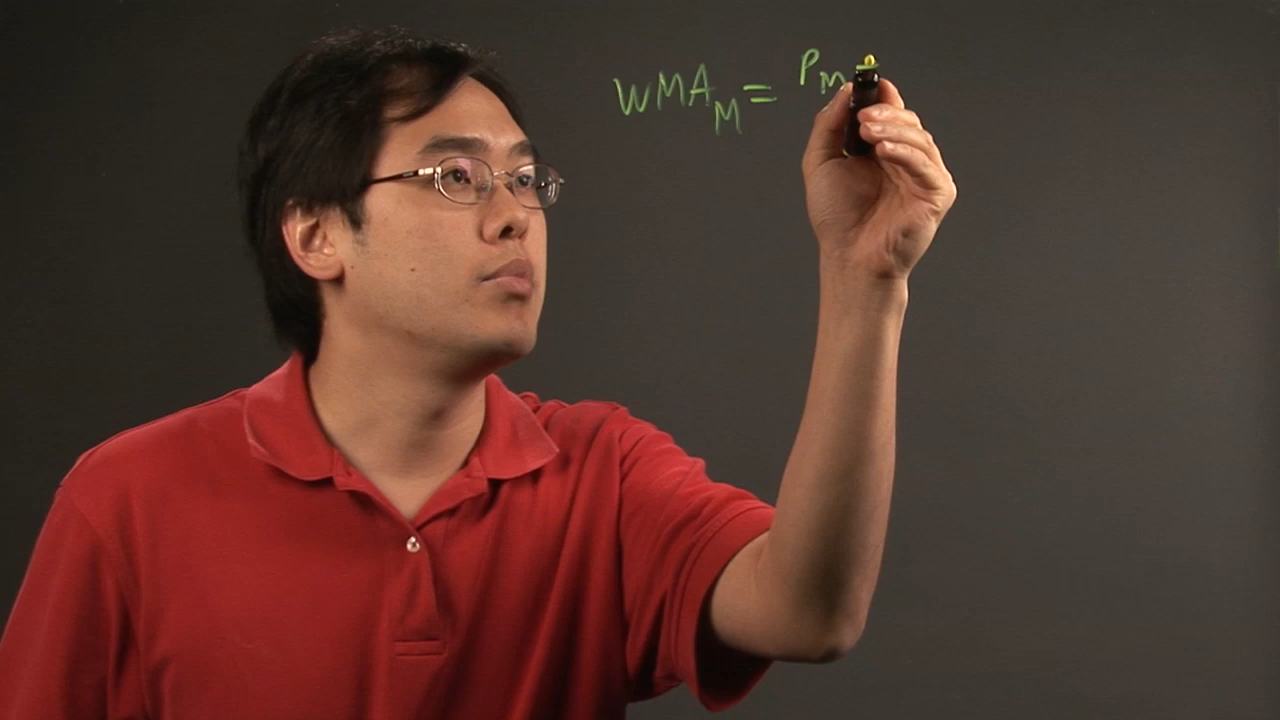 WMA_M = P_M +